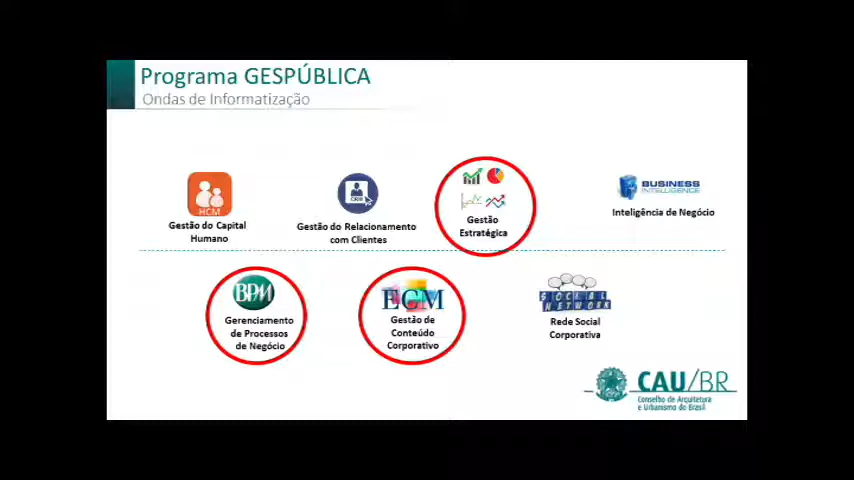 Programa GESPÚBLICA
Ondas de Informatização
HCM
Gestão do Capital
Humano
CRM
Gestão do Relacionamento
com Clientes
Gestão
Estratégica
BUSINESS
INTELLIGENCE
Inteligência de Negócio
BPM
Gerenciamento
de Processos
de Negócio
ECM
Gestão de
Conteúdo
Corporativo
SOCIAL
NETWORK
Rede Social
Corporativa
CAU/BR
Conselho de Arquitetura
e Urbanismo do Brasil